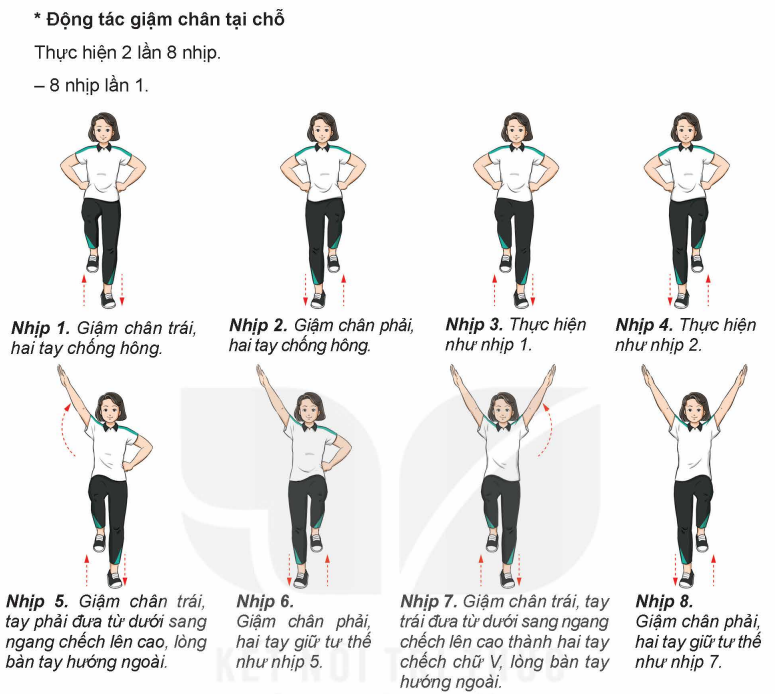 * Động tác giậm chân tại chỗ
Thực hiện 2 lần 8 nhịp.
– 8 nhịp lần 1.
Nhịp 1. Giậm chân trái,
hai tay chống hông.
Nhịp 2. Giậm chân phải,
hai tay chống hông.
Nhịp 3. Thực hiện
như nhịp 1.
Nhịp 4. Thực hiện
như nhịp 2.
Nhịp 5. Giậm chân trái,
tay phải đưa từ dưới sang
ngang chếch lên cao, lòng
bàn tay hướng ngoài.
Nhịp 6.
Giậm chân phải,
hai tay giữ tư thế
như nhịp 5.
Nhịp 7. Giậm chân trái, tay
trái đưa từ dưới sang ngang
chếch lên cao thành hai tay
chếch chữ V, lòng bàn tay
hướng ngoài.
Nhịp 8.
Giậm chân phải,
hai tay giữ tư thế
như nhịp 7.
KẾT NỐI TRI THỨC